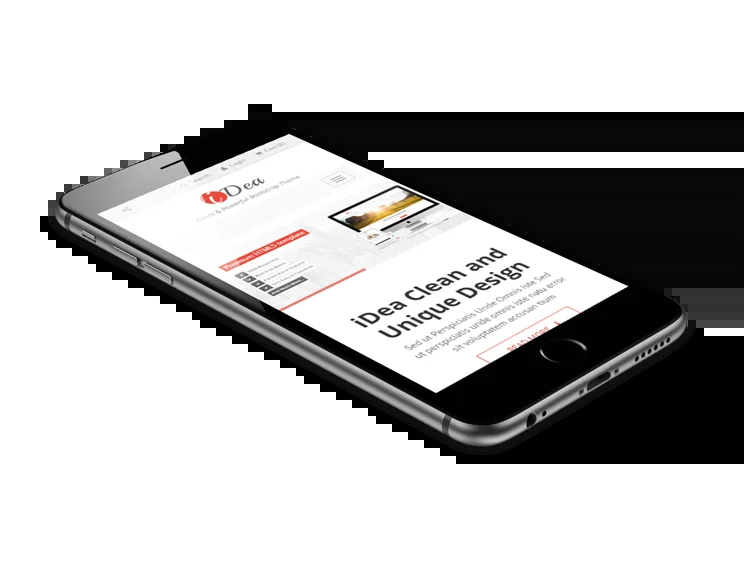 Search Login Cart (8)
iDea
Clean & Powerful Bootstrap Theme
Premium HTML5 template
iDea Clean and
Unique Design
Sed ut Perspiciatis Unde Omnis Iste Sed
ut perspiciatis unde omnis iste natu error
sit voluptatem accusan tium
READ MORE